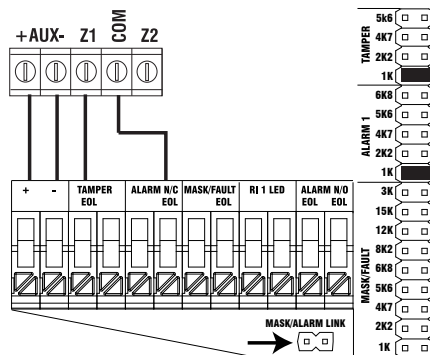 +AUX- Z1 COM Z2
+ - TAMPER ALARM N/C MASK/FAULT RJ 1 LED ALARM N/O
EOL EOL EOL EOL EOL
MASK/ALARM LINK
TAMPER
5k6
4K7
2K2
1K
ALARM 1
6K8
5K6
4K7
2K2
1K
MASK/FAULT
3K
15K
12K
8K2
6K8
5K6
4K7
2K2
1K